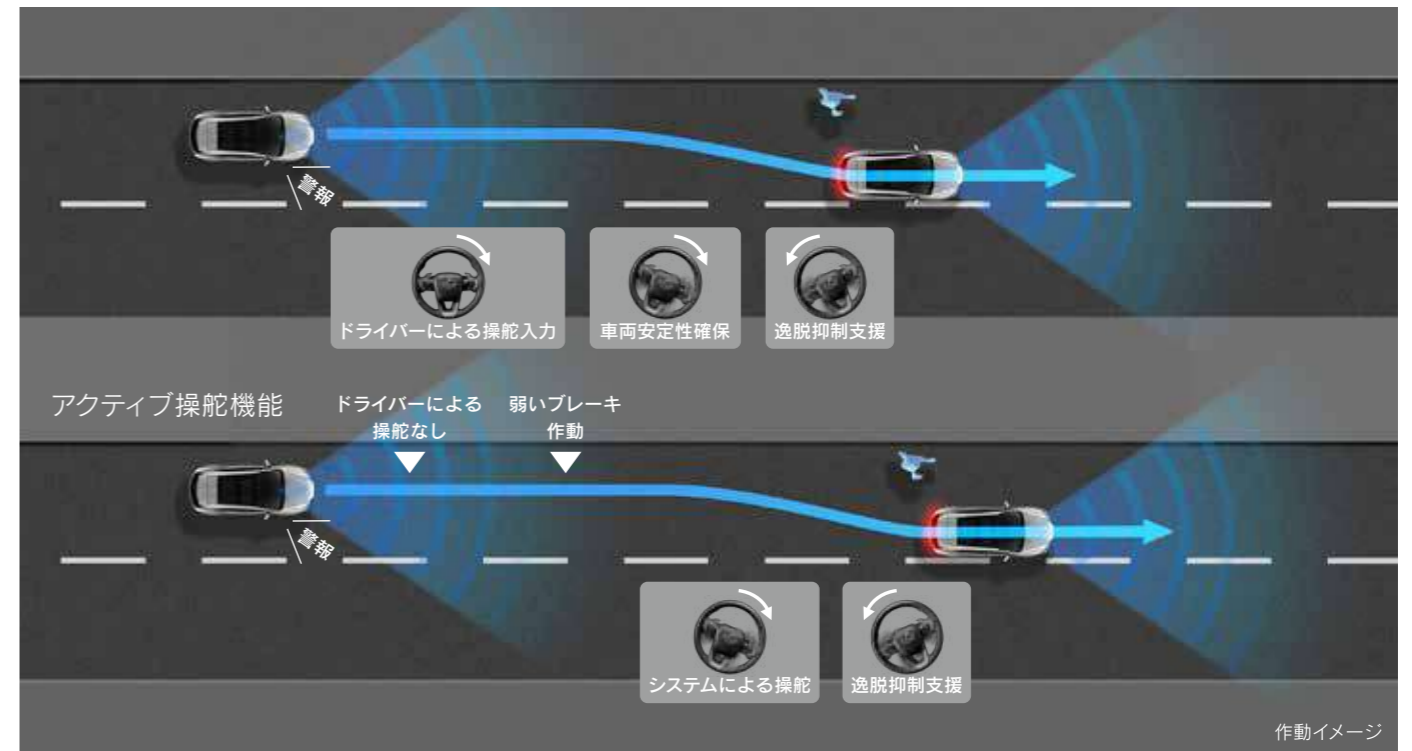 警報
ドライバーによる操舵入力
車両安定性確保
逸脱抑制支援
アクティブ操舵機能
ドライバーによる
操舵なし
弱いブレーキ
作動
警報
システムによる操舵
逸脱抑制支援
作動イメージ